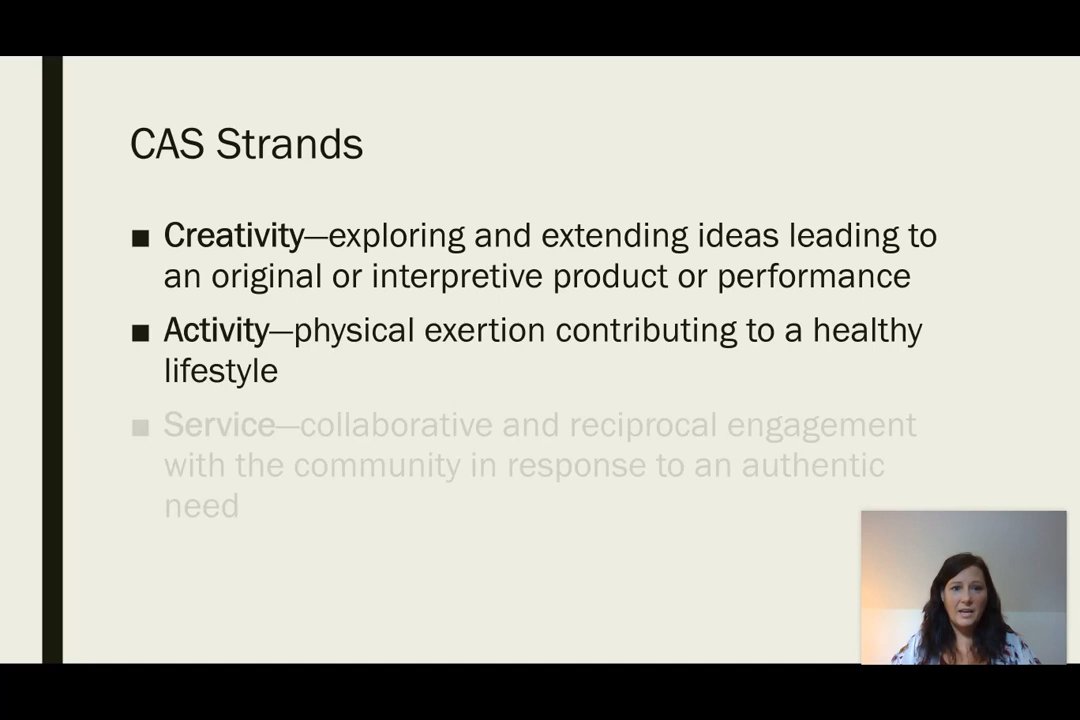 CAS Strands
■ Creativity—exploring and extending ideas leading to
an original or interpretive product or performance
■ Activity—physical exertion contributing to a healthy
lifestyle
■ Service—collaborative and reciprocal engagement
with the community in response to an authentic
need